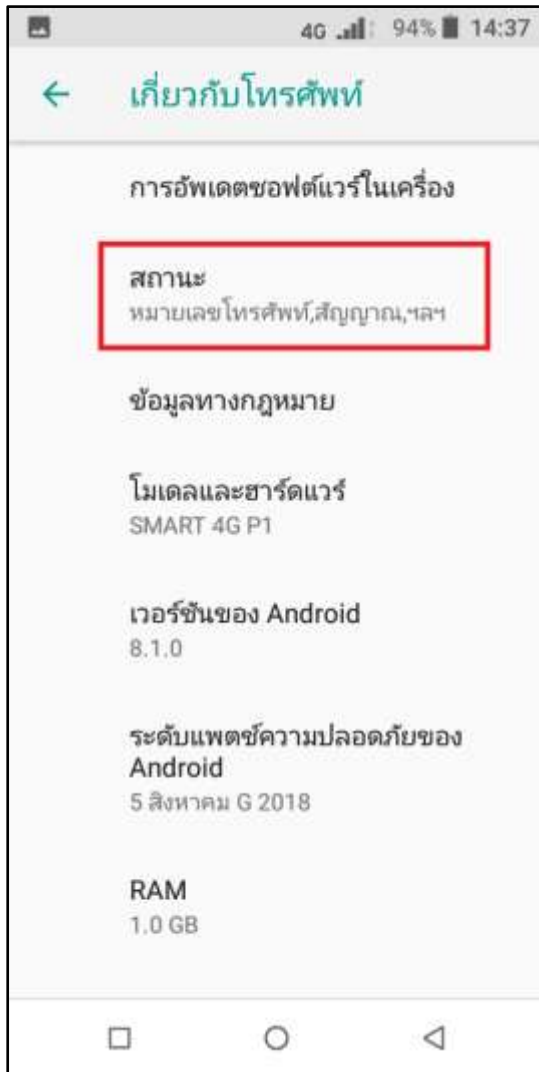 4G 94% 14:37
เกี่ยวกับโทรศัพท์
การอัพเดตซอฟต์แวร์ในเครื่อง
สถานะ
หมายเลขโทรศัพท์,สัญญาณ,ฯลฯ
ข้อมูลทางกฎหมาย
โมเดลและฮาร์ดแวร์
SMART 4G P1
เวอร์ชันของ Android
8.1.0
ระดับแพตช์ความปลอดภัยของ
Android
5 สิงหาคม G 2018
RAM
1.0 GB